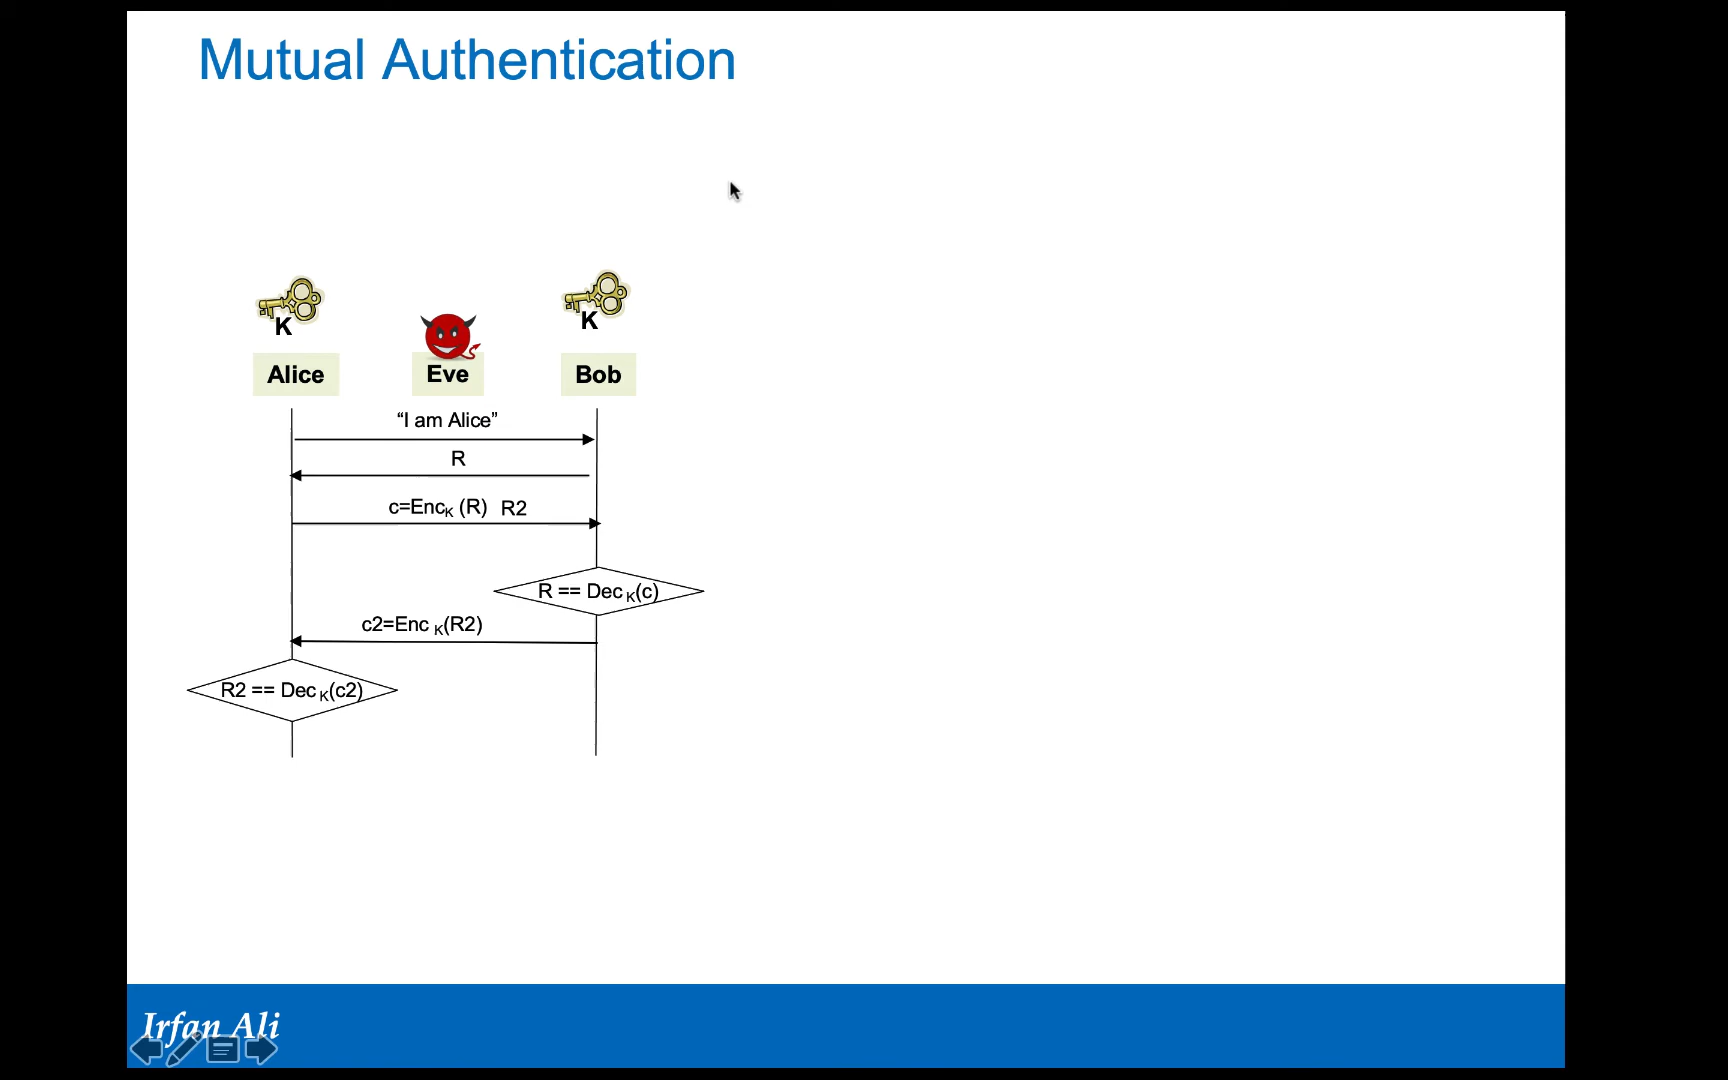 Mutual Authentication
K
K
Alice
Eve
Bob
“I am Alice”
R
c=EncK (R) R2
R == Dec K(c)
c2=Enc K(R2)
R2 == Dec K(c2)
Irfan Ali